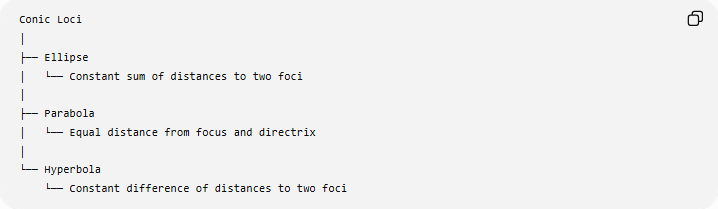 Conic Loci
│
├── Ellipse
│   └── Constant sum of distances to two foci
│
├── Parabola
│   └── Equal distance from focus and directrix
│
└── Hyperbola
    └── Constant difference of distances to two foci